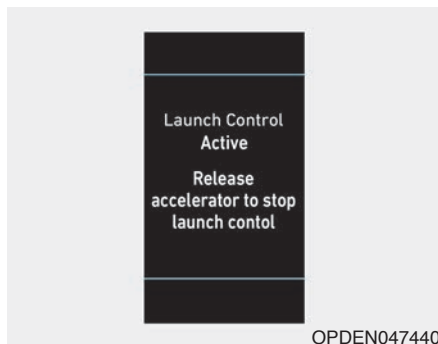 Launch Control
Active
Release
accelerator to stop
launch contol
OPDEN047440